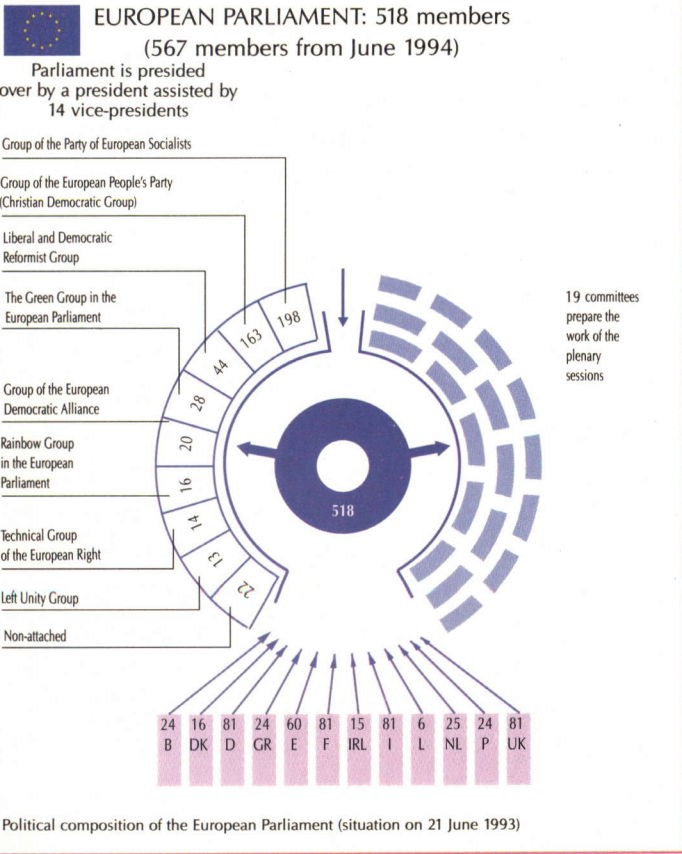 EUROPEAN PARLIAMENT: 518 members
(567 members from June 1994)
Parliament is presided
over by a president assisted by
14 vice-presidents
Group of the Party of European Socialists
Group of the European People's Party
(Christian Democratic Group)
Liberal and Democratic
Reformist Group
The Green Group in the
European Parliament
Group of the European
Democratic Alliance
Rainbow Group
in the European
Parliament
Technical Group
of the European Right
Left Unity Group
Non-attached
198
163
44
28
20
16
14
13
22
518
19 committees
prepare the
work of the
plenary
sessions
24 16 81 24 60 81 15 81 6 25 24 81
B DK D GR E F IRL I L NL P UK
Political composition of the European Parliament (situation on 21 June 1993)